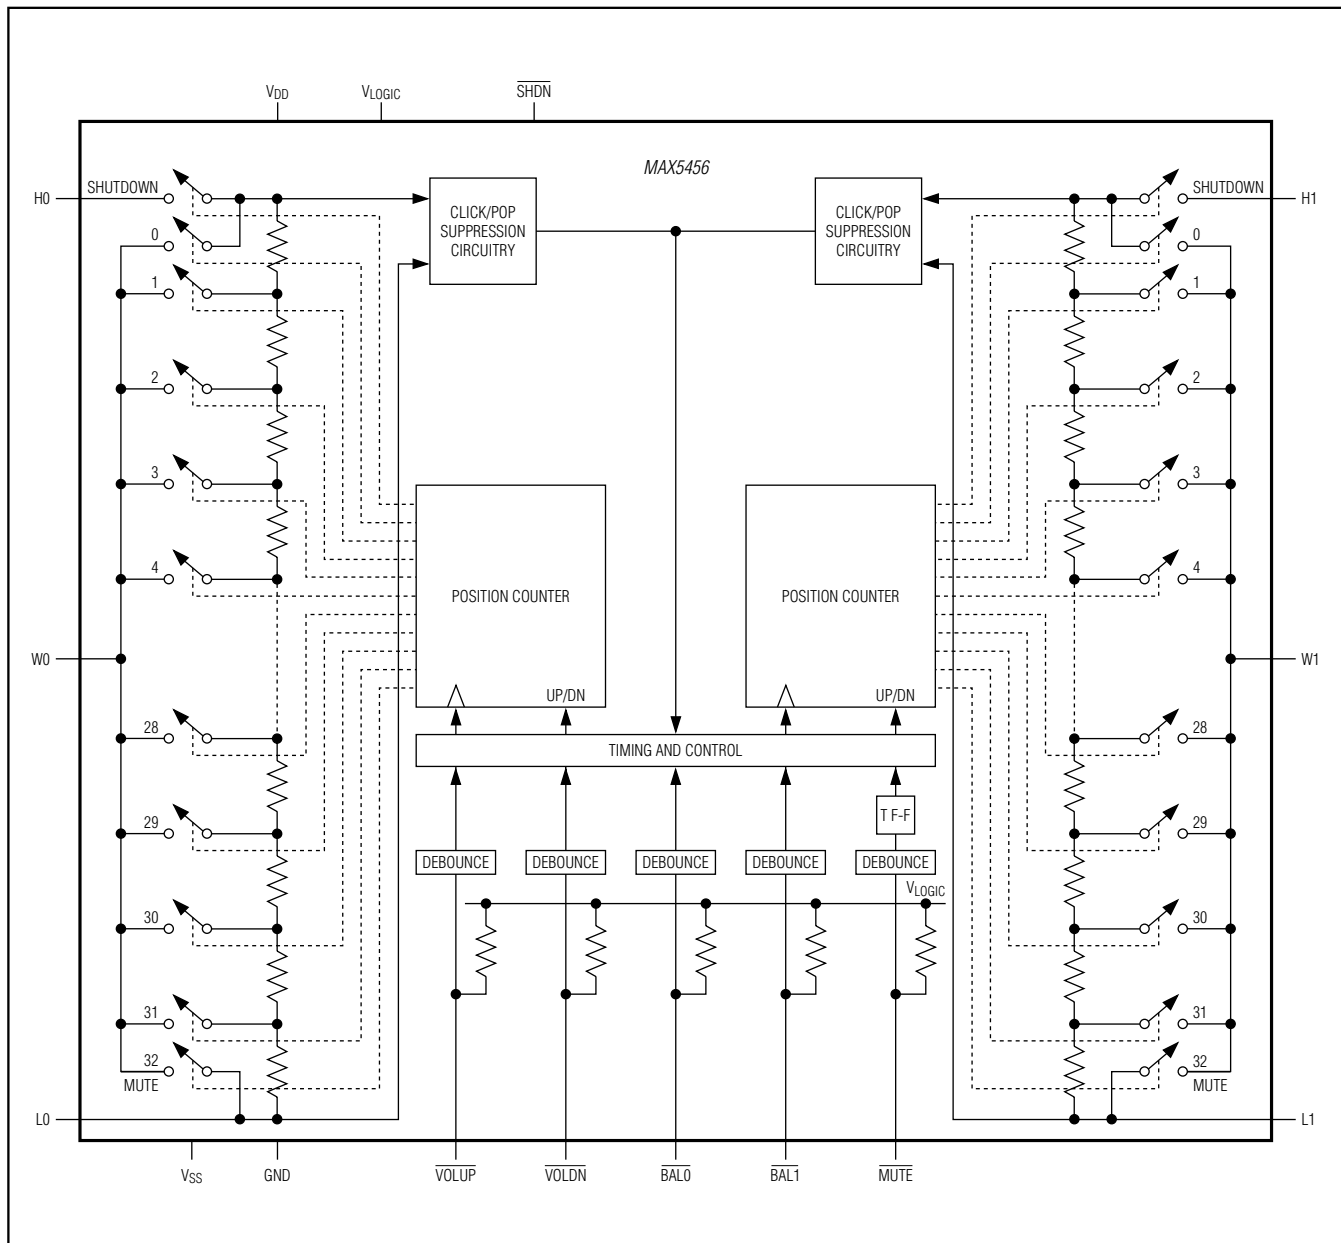 VDD VLOGIC SHDN
MAX5456
H0 SHUTDOWN
SHUTDOWN H1
CLICK/POP
SUPPRESSION
CIRCUITRY
CLICK/POP
SUPPRESSION
CIRCUITRY
0
0
1
1
2
2
3
3
4
4
POSITION COUNTER
POSITION COUNTER
W0
W1
UP/DN
UP/DN
28
28
TIMING AND CONTROL
T F-F
29
29
DEBOUNCE DEBOUNCE DEBOUNCE DEBOUNCE DEBOUNCE
VLOGIC
30
30
31
31
32
MUTE
32
MUTE
L0
L1
VSS GND VOLUP VOLDN BAL0 BAL1 MUTE